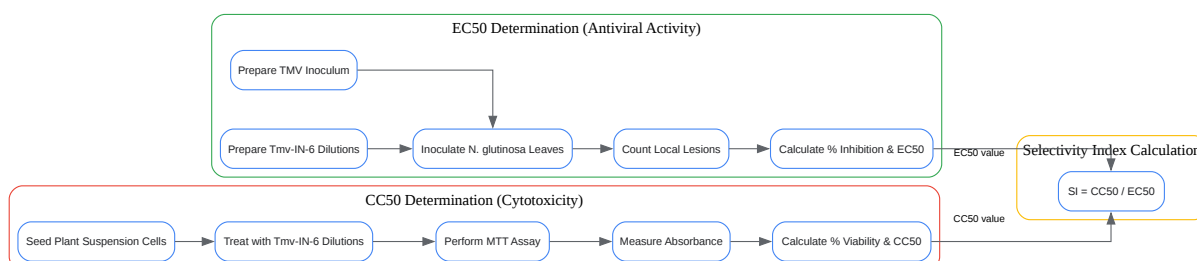 EC50 Determination (Antiviral Activity)
Prepare TMV Inoculum
Prepare Tmv-IN-6 Dilutions
Inoculate N. glutinosa Leaves
Count Local Lesions
Calculate % Inhibition & EC50
EC50 value
Selectivity Index Calculation
SI = CC50 / EC50
CC50 Determination (Cytotoxicity)
CC50 value
Seed Plant Suspension Cells
Treat with Tmv-IN-6 Dilutions
Perform MTT Assay
Measure Absorbance
Calculate % Viability & CC50